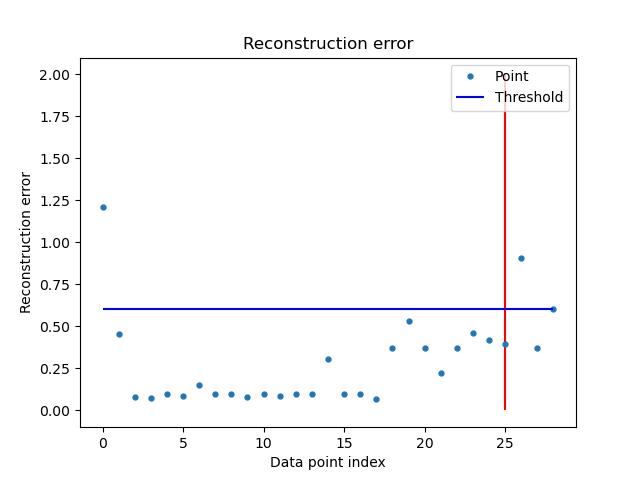 Reconstruction error
Point
Threshold
2.00
1.75
1.50
1.25
1.00
0.75
0.50
0.25
0.00
Reconstruction error
0 5 10 15 20 25
Data point index